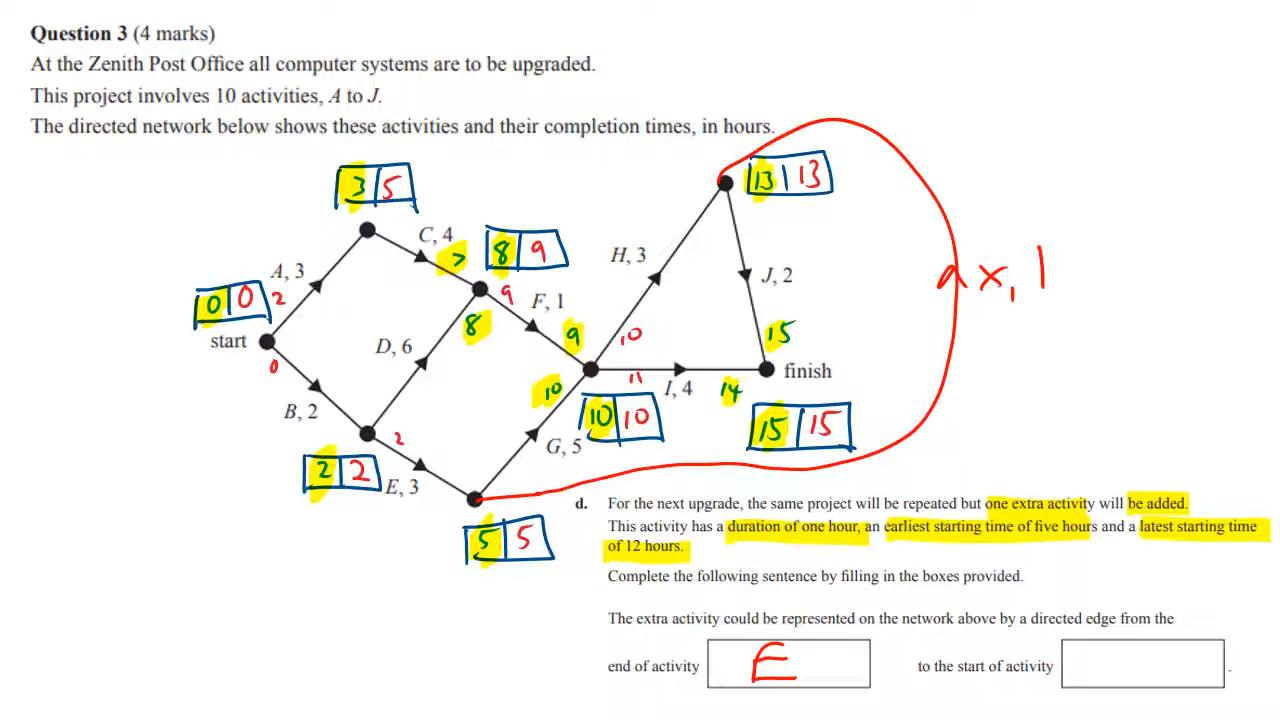 Question 3 (4 marks)
At the Zenith Post Office all computer systems are to be upgraded.
This project involves 10 activities, A to J.
The directed network below shows these activities and their completion times, in hours.
3 5
13 13
C, 4
7
8 9
A, 3
2
0 0
H, 3
J, 2
x, 1
9
F, 1
start
0
D, 6
8
9
10
15
finish
11
I, 4
14
B, 2
2
10
10 10
15 15
G, 5
2 2
E, 3
5 5
d. For the next upgrade, the same project will be repeated but one extra activity will be added.
This activity has a duration of one hour, an earliest starting time of five hours and a latest starting time
of 12 hours.
Complete the following sentence by filling in the boxes provided.
The extra activity could be represented on the network above by a directed edge from the
end of activity E to the start of activity .